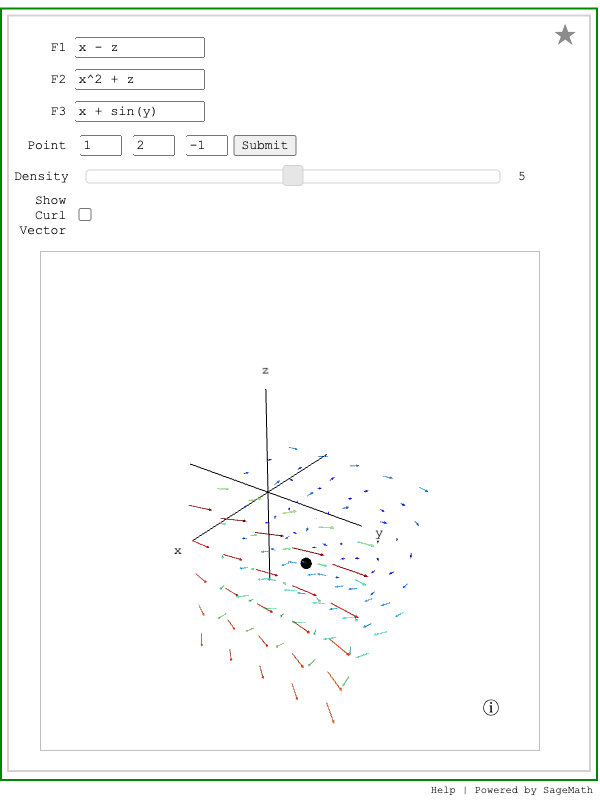 F1 x - z
F2 x^2 + z
F3 x + sin(y)
Point 1 2 -1 Submit
Density 5
Show
Curl
Vector
z
y
x
i
Help | Powered by SageMath